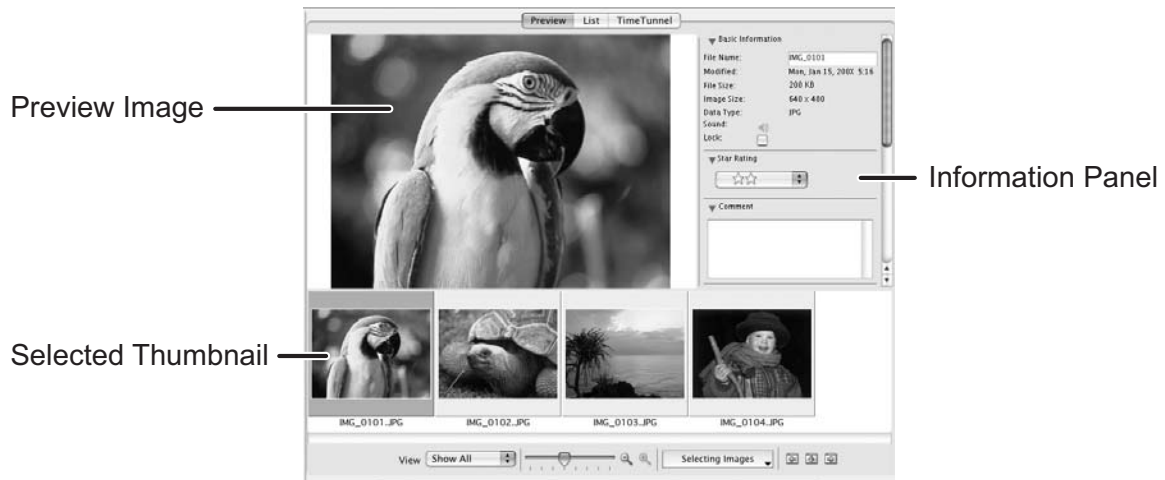 Preview List TimeTunnel
Basic Information
File Name: IMG_0101
Modified: Mon, Jan 15, 200X 5:16
File Size: 200 KB
Image Size: 640 x 480
Data Type: JPG
Sound:
Lock:
Star Rating
Comment
Preview Image
Information Panel
Selected Thumbnail
IMG_0101.JPG IMG_0102.JPG IMG_0103.JPG IMG_0104.JPG
View Show All Selecting Images